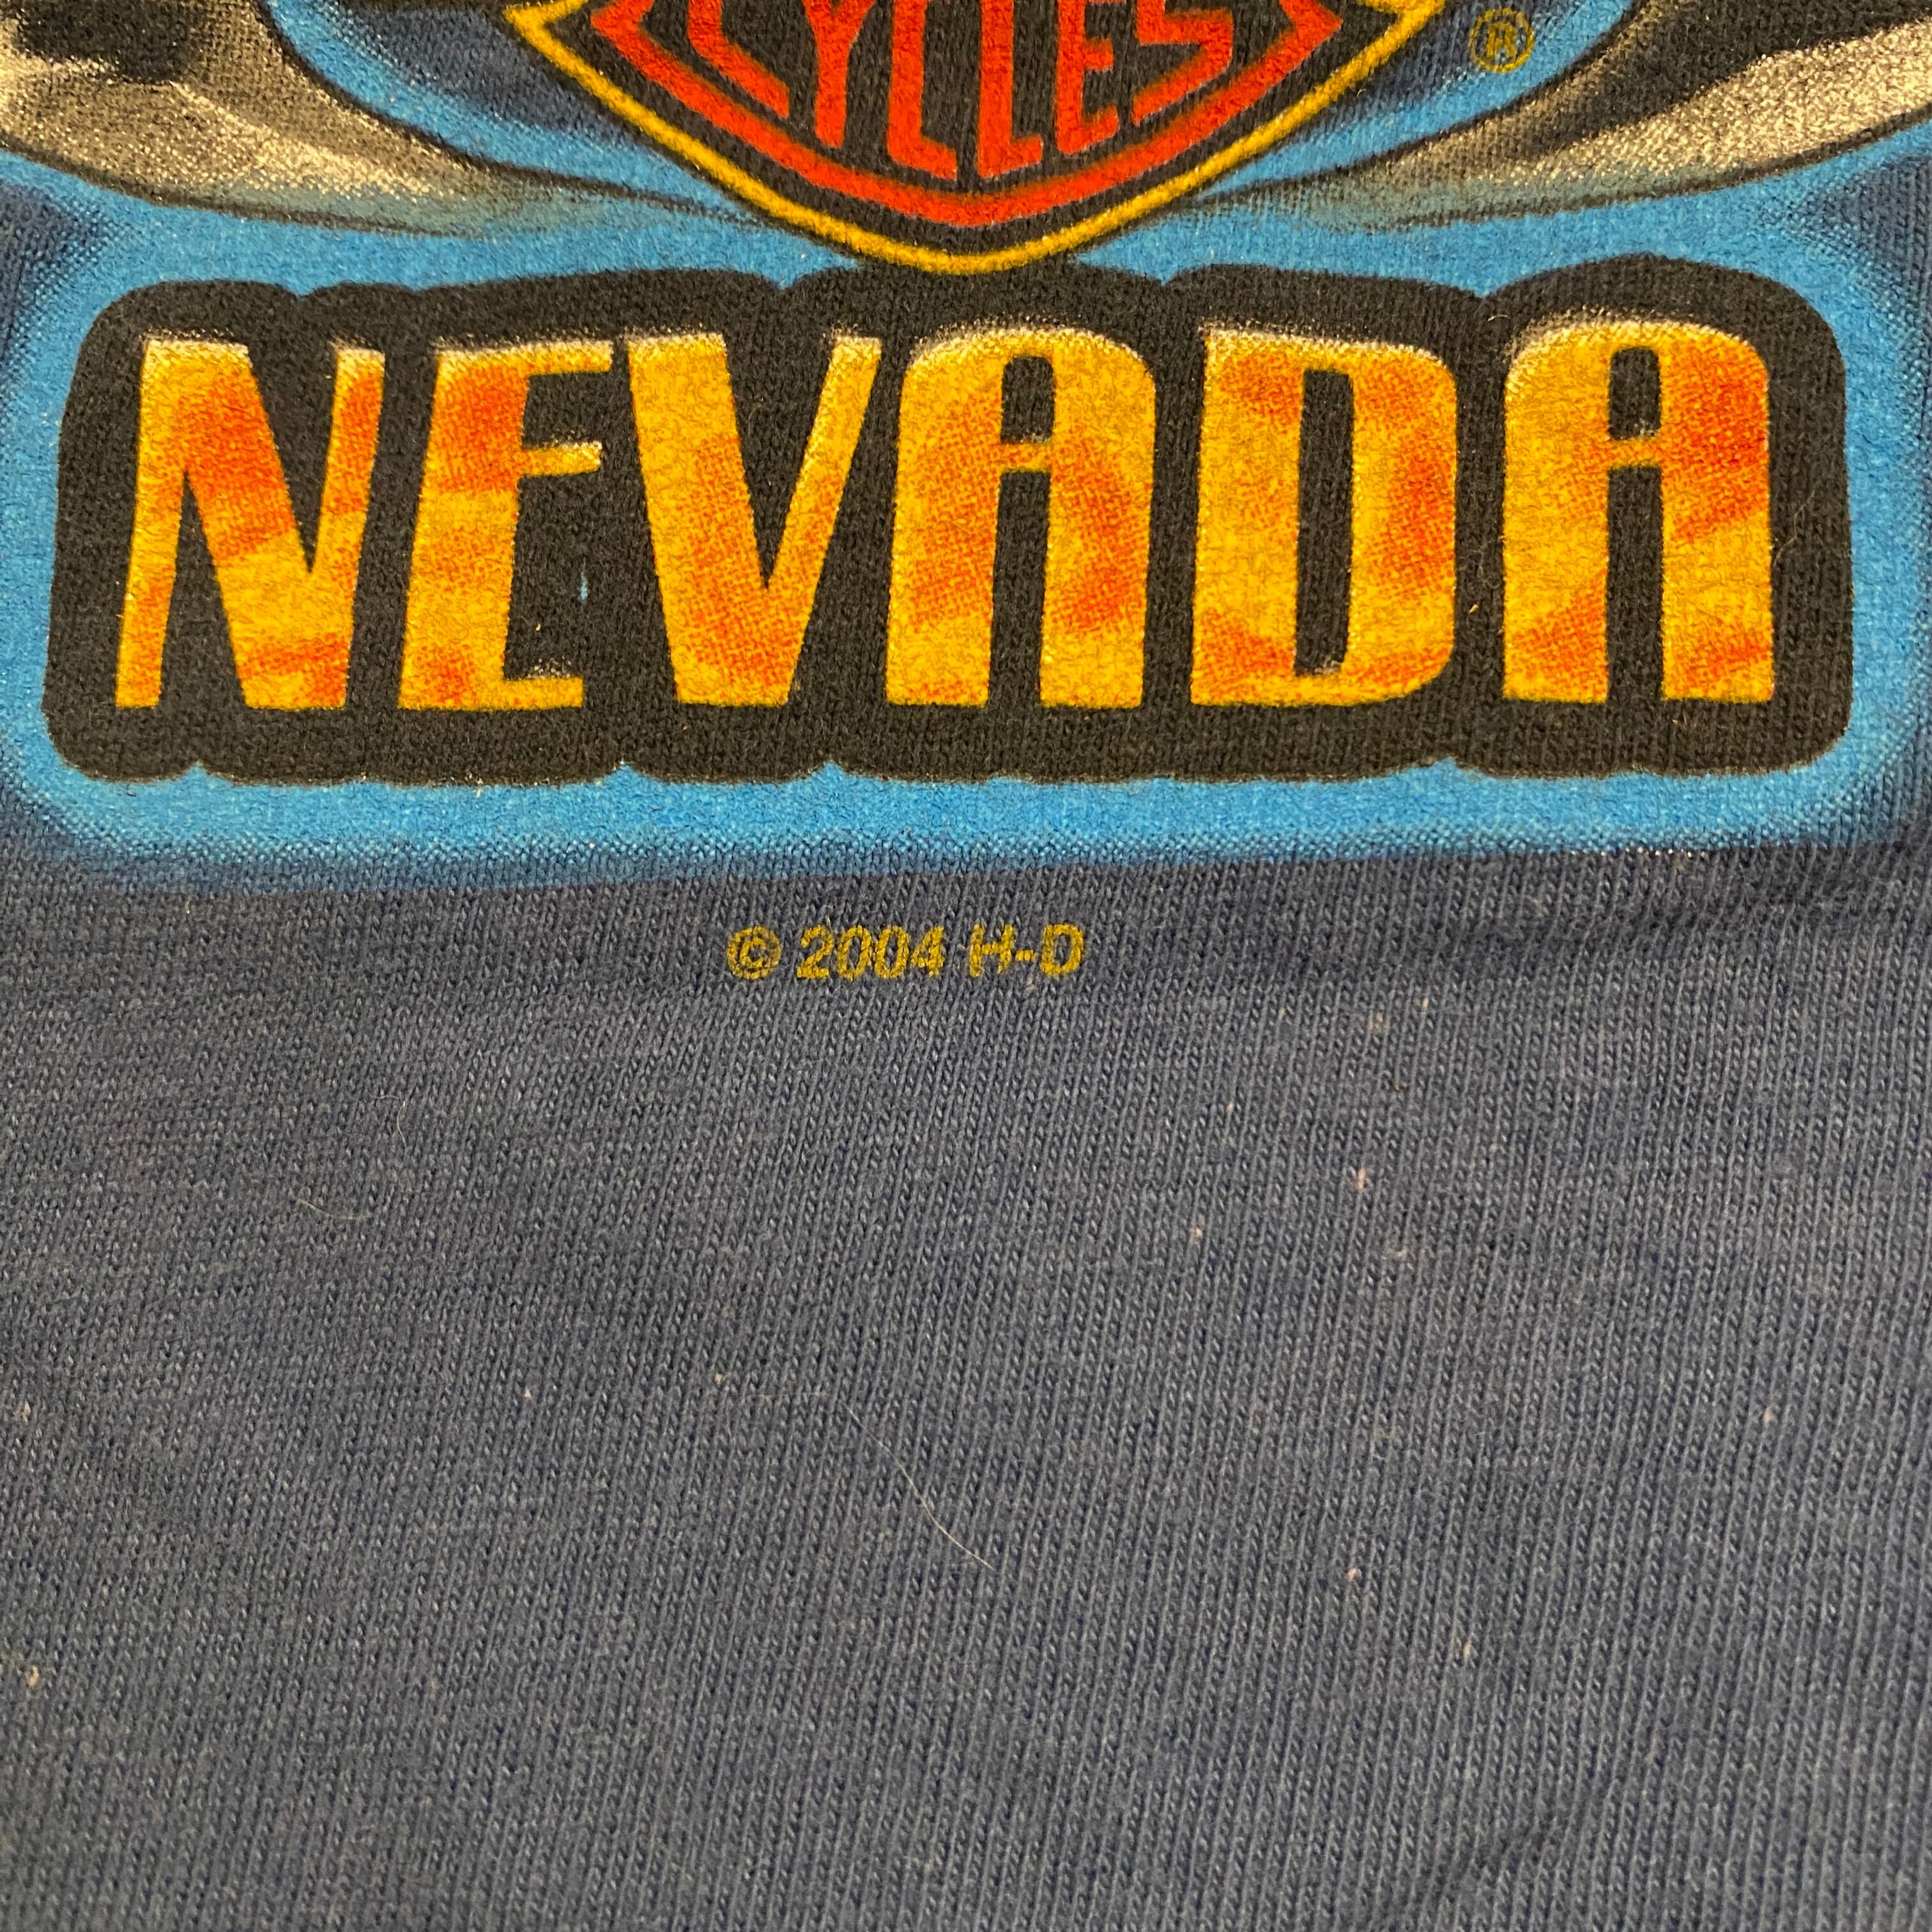 CYCLES
®
NEVADA
© 2004 H-D